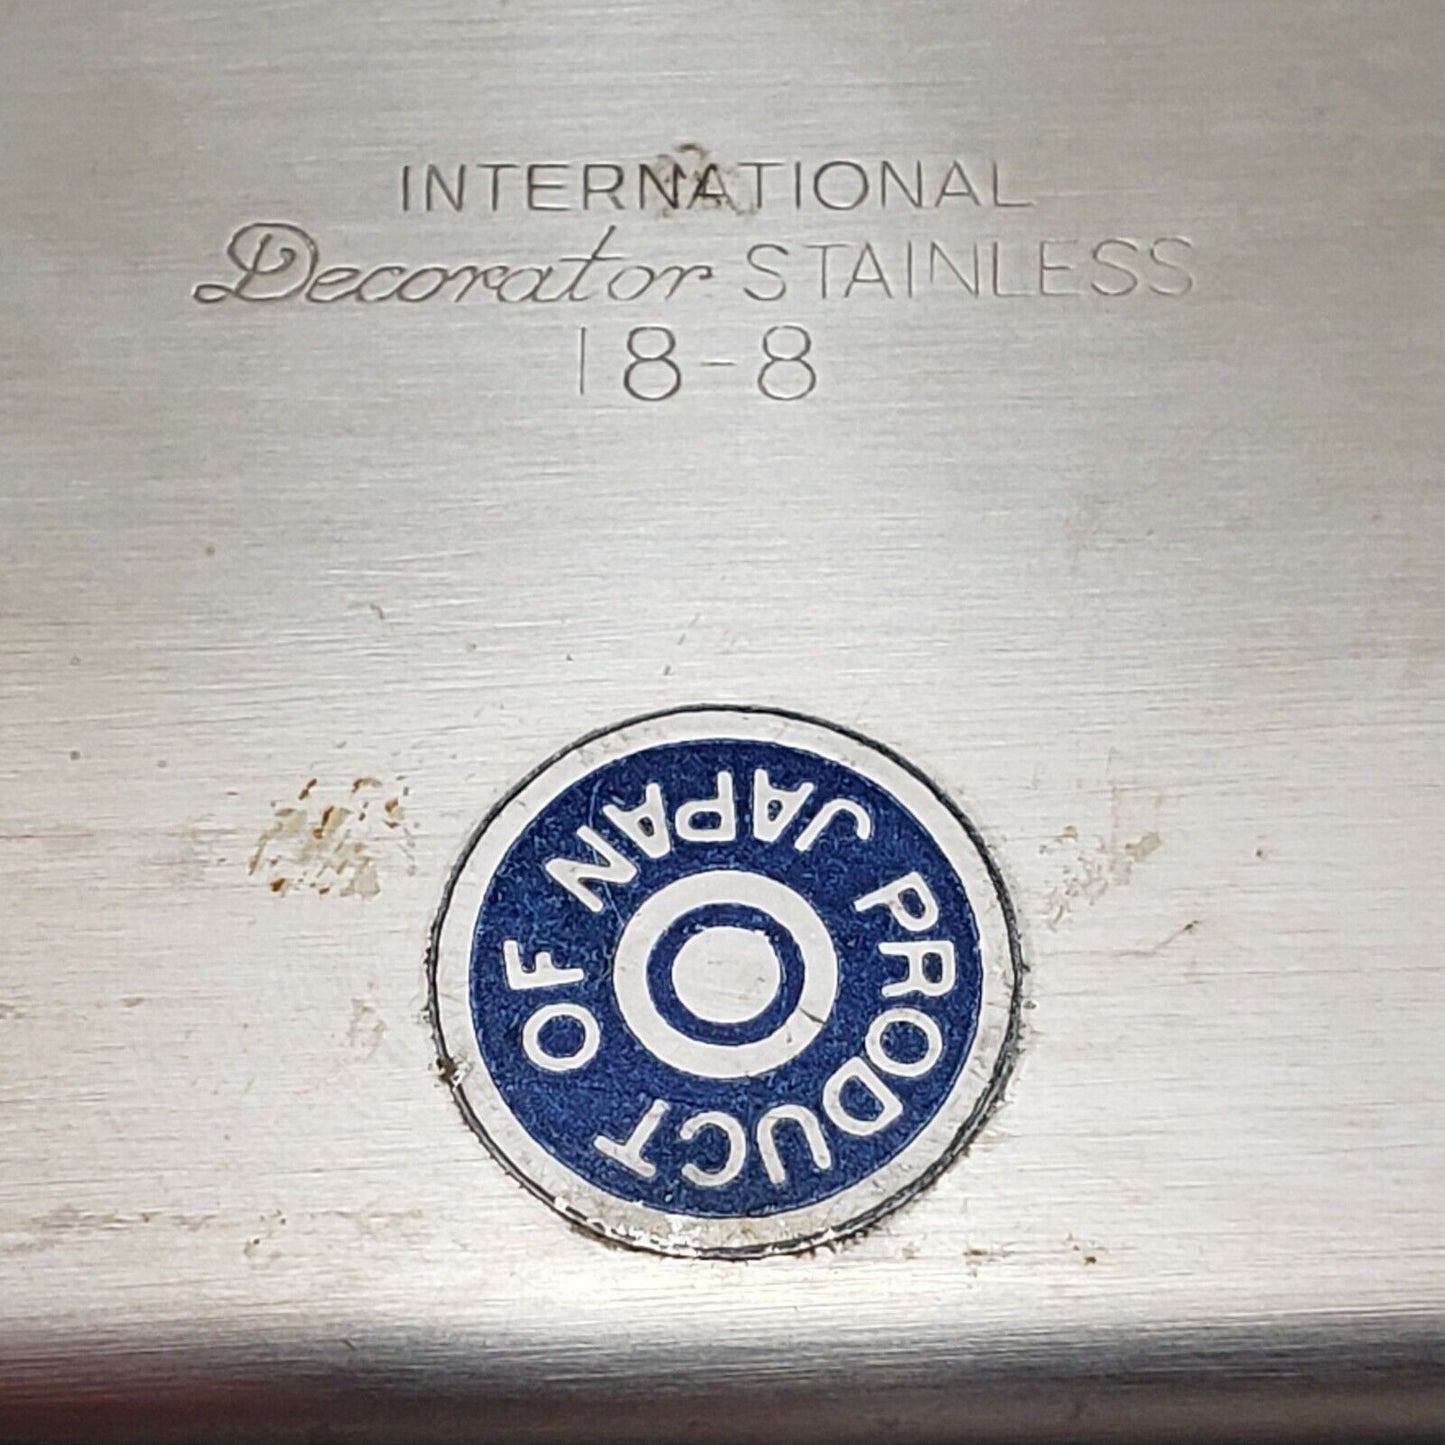 INTERNATIONAL
Decorator STAINLESS
18-8
PRODUCT OF JAPAN